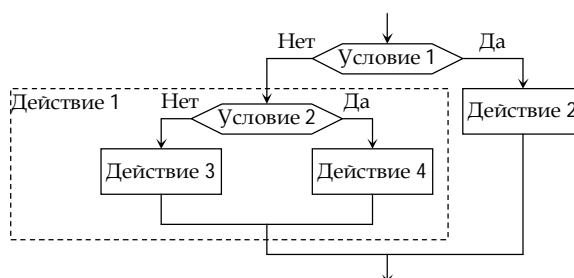 Нет
Да
Условие 1
Действие 1
Нет
Да
Действие 2
Условие 2
Действие 3
Действие 4